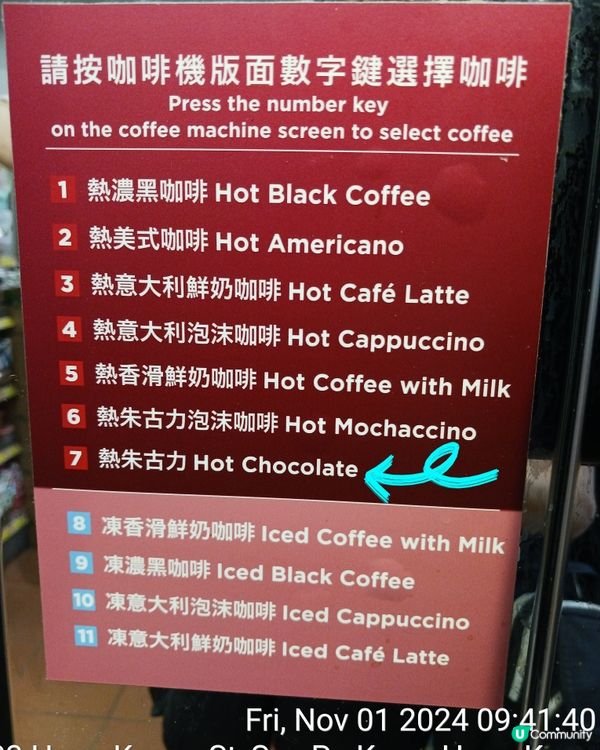 請按咖啡機版面數字鍵選擇咖啡
Press the number key
on the coffee machine screen to select coffee
1 熱濃黑咖啡 Hot Black Coffee
2 熱美式咖啡 Hot Americano
3 熱意大利鮮奶咖啡 Hot Café Latte
4 熱意大利泡沫咖啡 Hot Cappuccino
5 熱香滑鮮奶咖啡 Hot Coffee with Milk
6 熱朱古力泡沫咖啡 Hot Mochaccino
7 熱朱古力 Hot Chocolate
8 凍香滑鮮奶咖啡 Iced Coffee with Milk
9 凍濃黑咖啡 Iced Black Coffee
10 凍意大利泡沫咖啡 Iced Cappuccino
11 凍意大利鮮奶咖啡 Iced Café Latte
Fri, Nov 01 2024 09:41:40
U Community